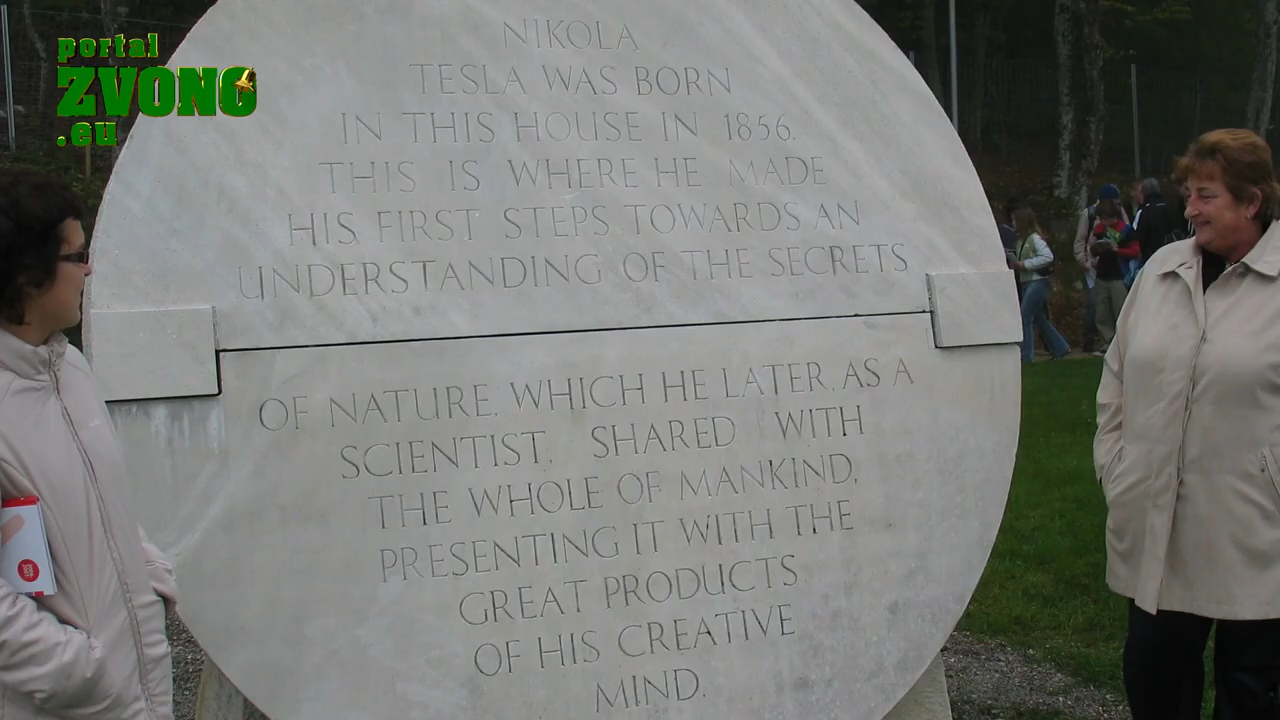 portal
ZVONO
.eu
NIKOLA
TESLA WAS BORN
IN THIS HOUSE IN 1856.
THIS IS WHERE HE MADE
HIS FIRST STEPS TOWARDS AN
UNDERSTANDING OF THE SECRETS
OF NATURE, WHICH HE LATER, AS A
SCIENTIST, SHARED WITH
THE WHOLE OF MANKIND,
PRESENTING IT WITH THE
GREAT PRODUCTS
OF HIS CREATIVE
MIND.